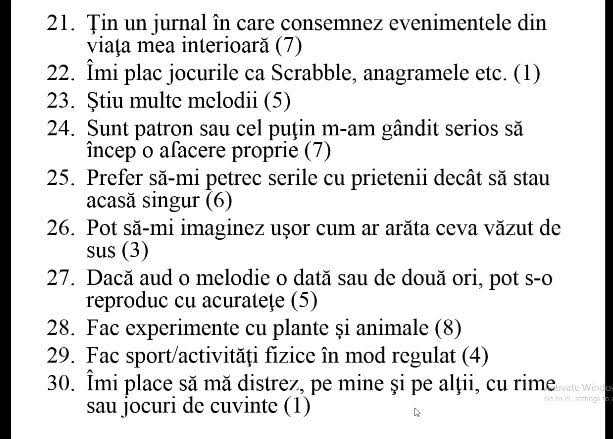 21. Țin un jurnal în care consemnez evenimentele din
viața mea interioară (7)
22. Îmi plac jocurile ca Scrabble, anagramele etc. (1)
23. Știu multe melodii (5)
24. Sunt patron sau cel puțin m-am gândit serios să
încep o afacere proprie (7)
25. Prefer să-mi petrec serile cu prietenii decât să stau
acasă singur (6)
26. Pot să-mi imaginez ușor cum ar arăta ceva văzut de
sus (3)
27. Dacă aud o melodie o dată sau de două ori, pot s-o
reproduc cu acuratețe (5)
28. Fac experimente cu plante și animale (8)
29. Fac sport/activități fizice în mod regulat (4)
30. Îmi place să mă distrez, pe mine și pe alții, cu rime
sau jocuri de cuvinte (1)